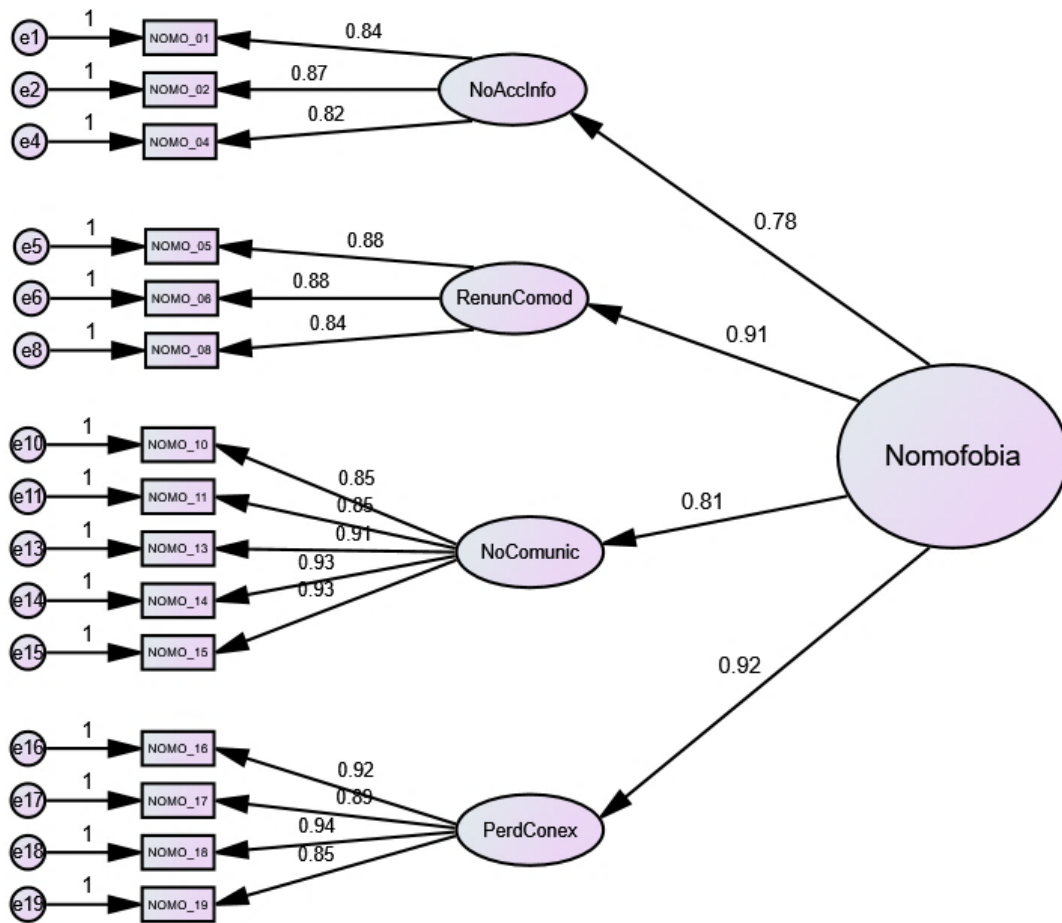 e1 1 NOMO_01 0.84
e2 1 NOMO_02 0.87 NoAccInfo
e4 1 NOMO_04 0.82
0.78
e5 1 NOMO_05 0.88
e6 1 NOMO_06 0.88 RenunComod
e8 1 NOMO_08 0.84
0.91
Nomofobia
e10 1 NOMO_10 0.85
e11 1 NOMO_11 0.85
e13 1 NOMO_13 0.91 NoComunic 0.81
e14 1 NOMO_14 0.93
e15 1 NOMO_15 0.93
0.92
e16 1 NOMO_16 0.92
e17 1 NOMO_17 0.89
e18 1 NOMO_18 0.94 PerdConex
e19 1 NOMO_19 0.85